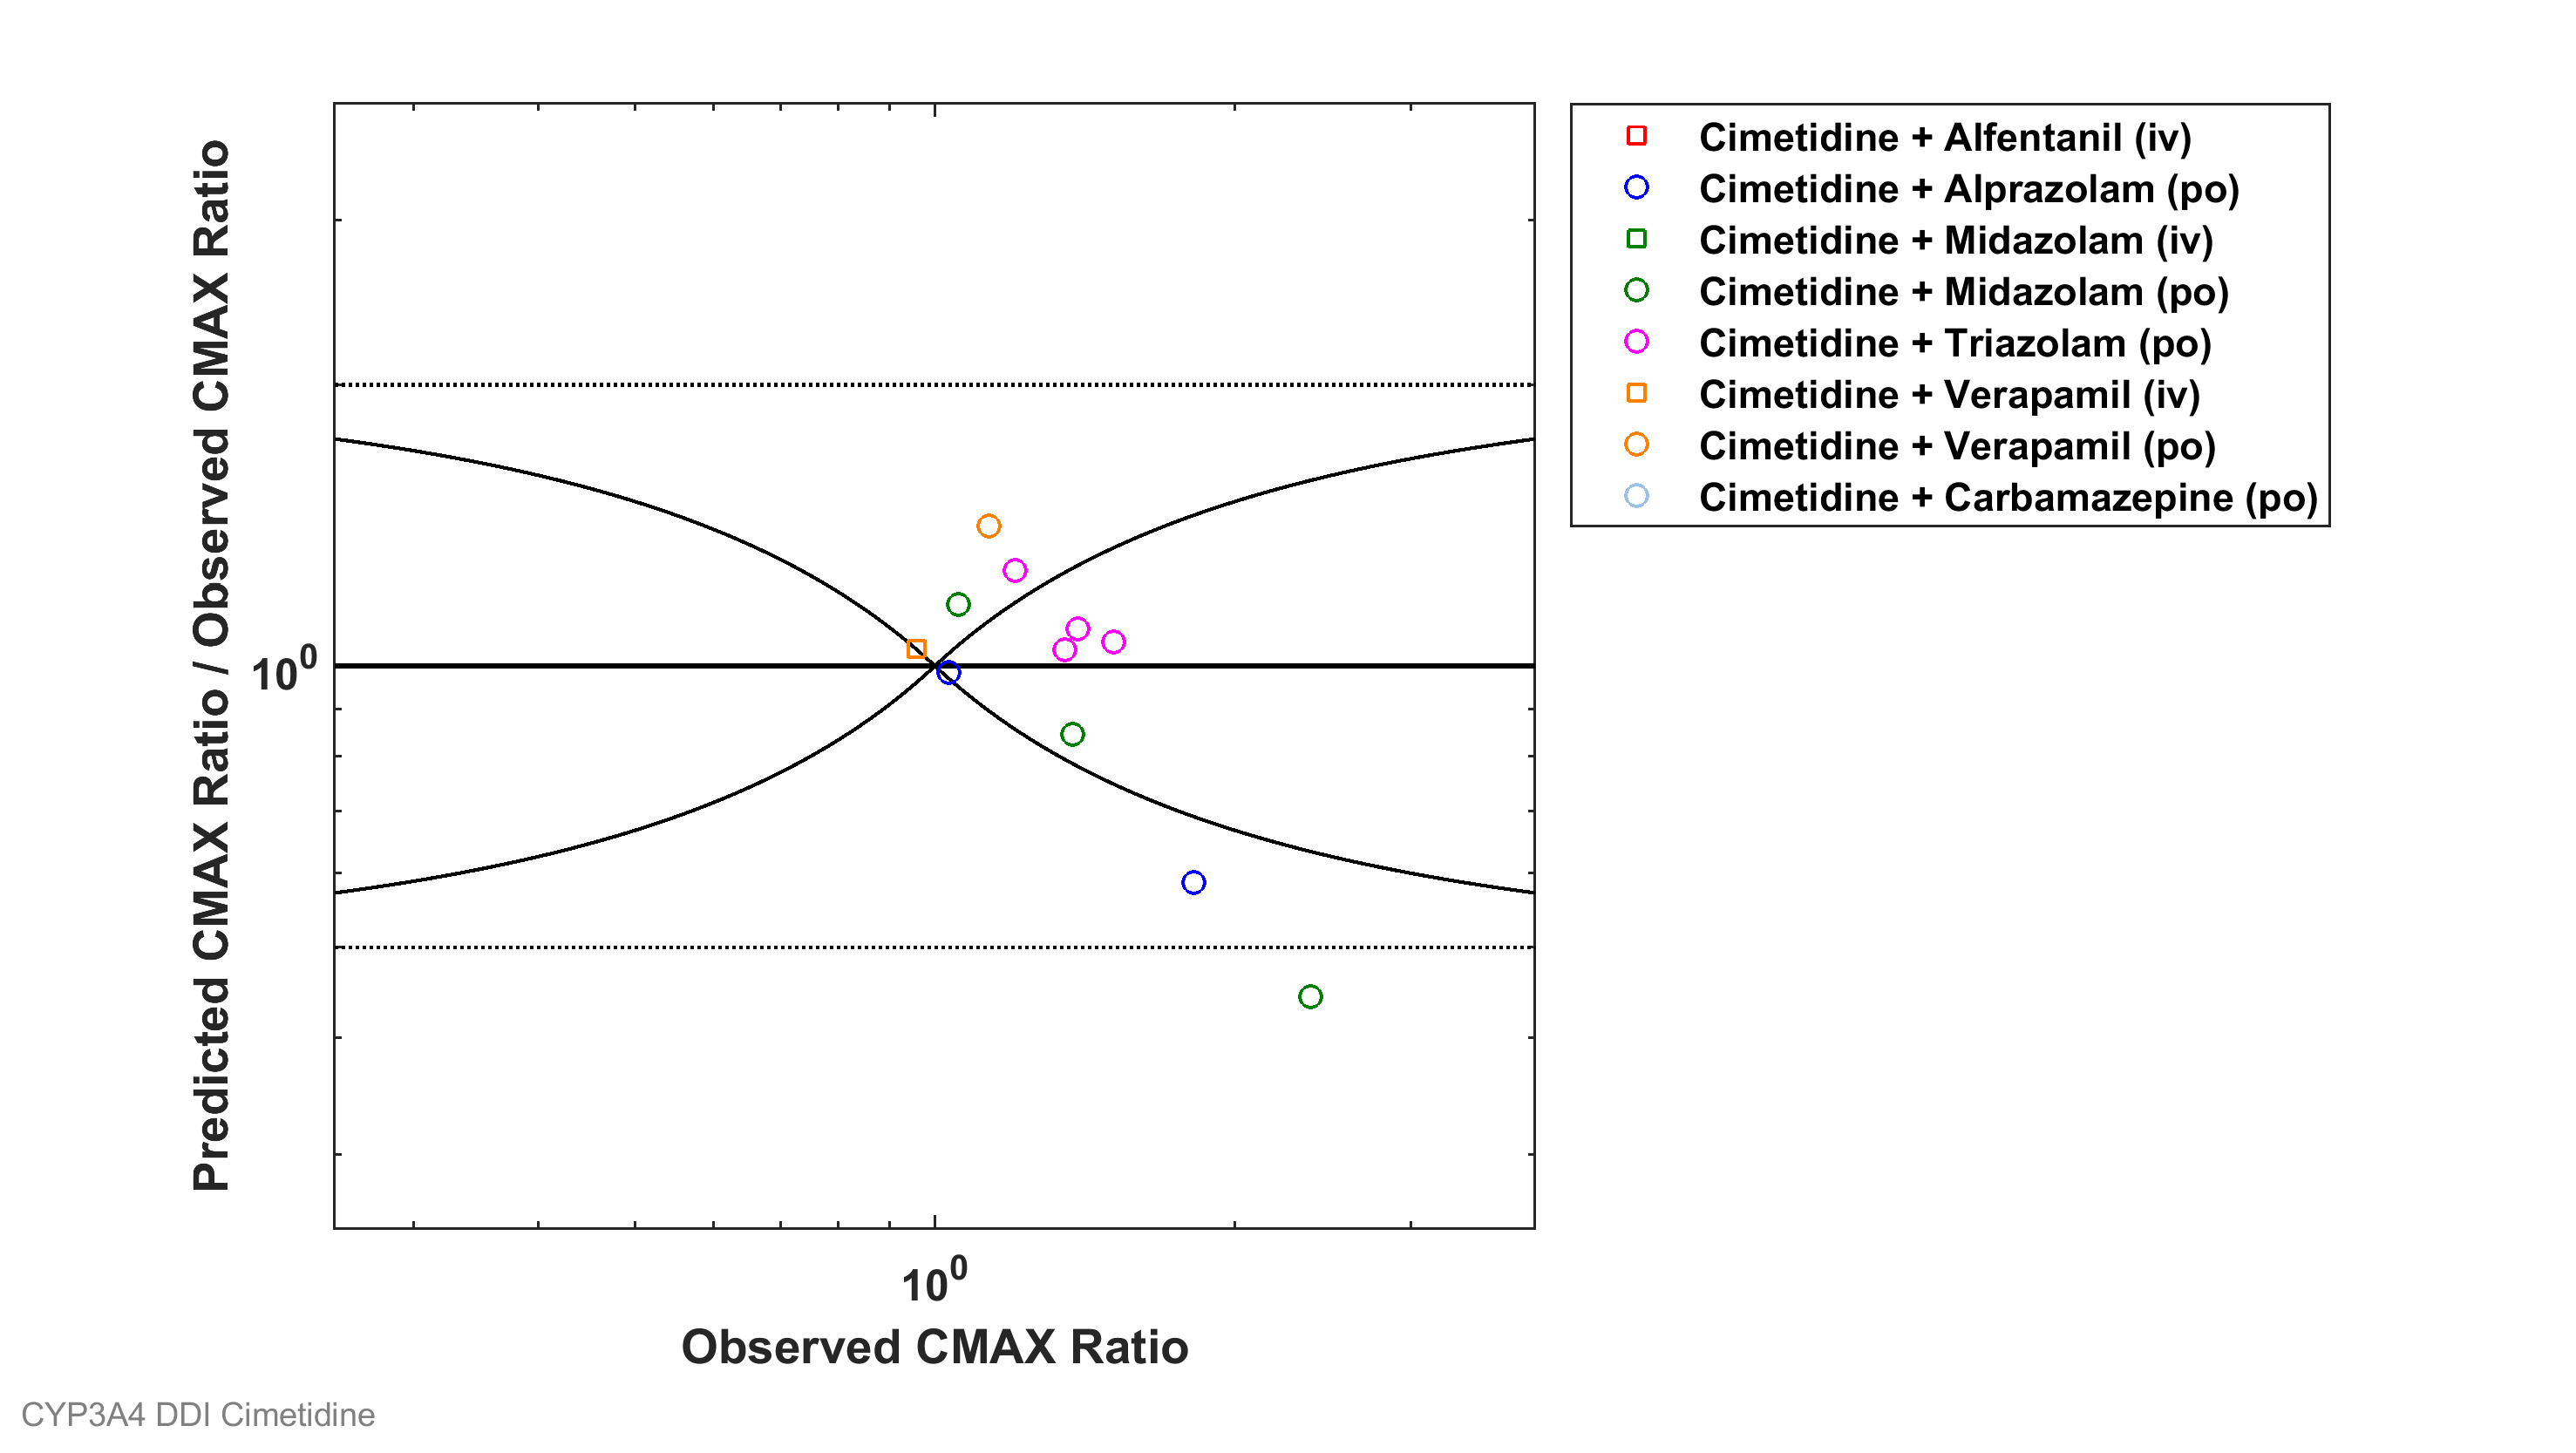 Predicted CMAX Ratio / Observed CMAX Ratio
10⁰
10⁰
Observed CMAX Ratio
Cimetidine + Alfentanil (iv)
Cimetidine + Alprazolam (po)
Cimetidine + Midazolam (iv)
Cimetidine + Midazolam (po)
Cimetidine + Triazolam (po)
Cimetidine + Verapamil (iv)
Cimetidine + Verapamil (po)
Cimetidine + Carbamazepine (po)
CYP3A4 DDI Cimetidine